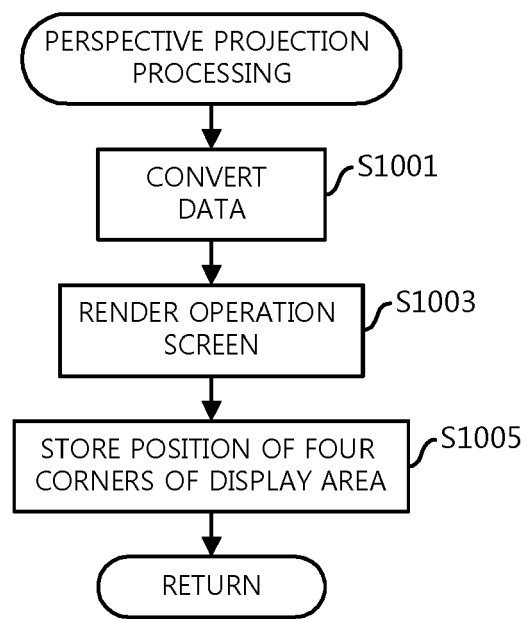 PERSPECTIVE PROJECTION
PROCESSING
CONVERT
DATA
S1001
RENDER OPERATION
SCREEN
S1003
STORE POSITION OF FOUR
CORNERS OF DISPLAY AREA
S1005
RETURN